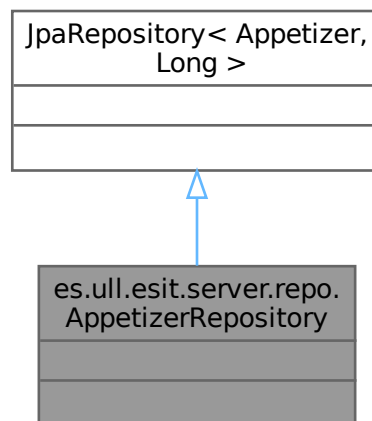 JpaRepository< Appetizer,
Long >
es.ull.esit.server.repo.
AppetizerRepository